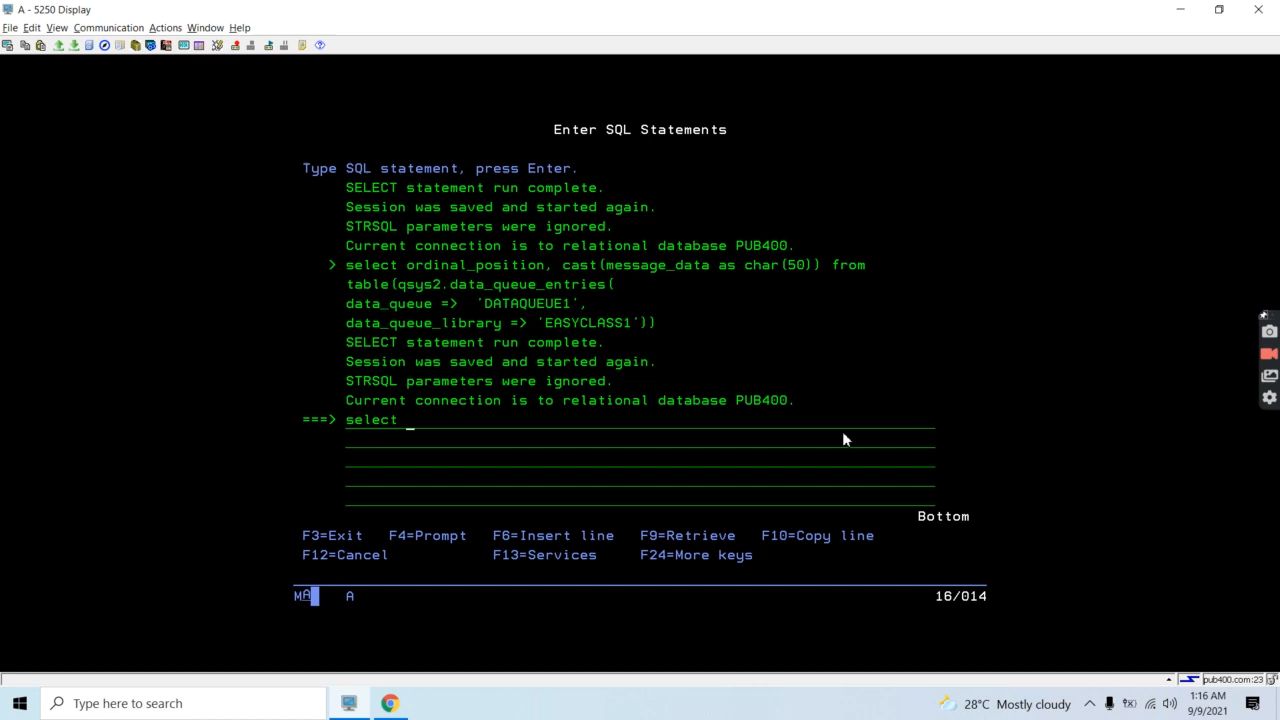 A - 5250 Display
File Edit View Communication Actions Window Help
Enter SQL Statements
Type SQL statement, press Enter.
SELECT statement run complete.
Session was saved and started again.
STRSQL parameters were ignored.
Current connection is to relational database PUB400.
> select ordinal_position, cast(message_data as char(50)) from
table(qsys2.data_queue_entries(
data_queue => 'DATAQUEUE1',
data_queue_library => 'EASYCLASS1'))
SELECT statement run complete.
Session was saved and started again.
STRSQL parameters were ignored.
Current connection is to relational database PUB400.
===> select _
Bottom
F3=Exit F4=Prompt F6=Insert line F9=Retrieve F10=Copy line
F12=Cancel F13=Services F24=More keys
MA A 16/014
pub400.com:23
Type here to search
28°C Mostly cloudy
1:16 AM
9/9/2021